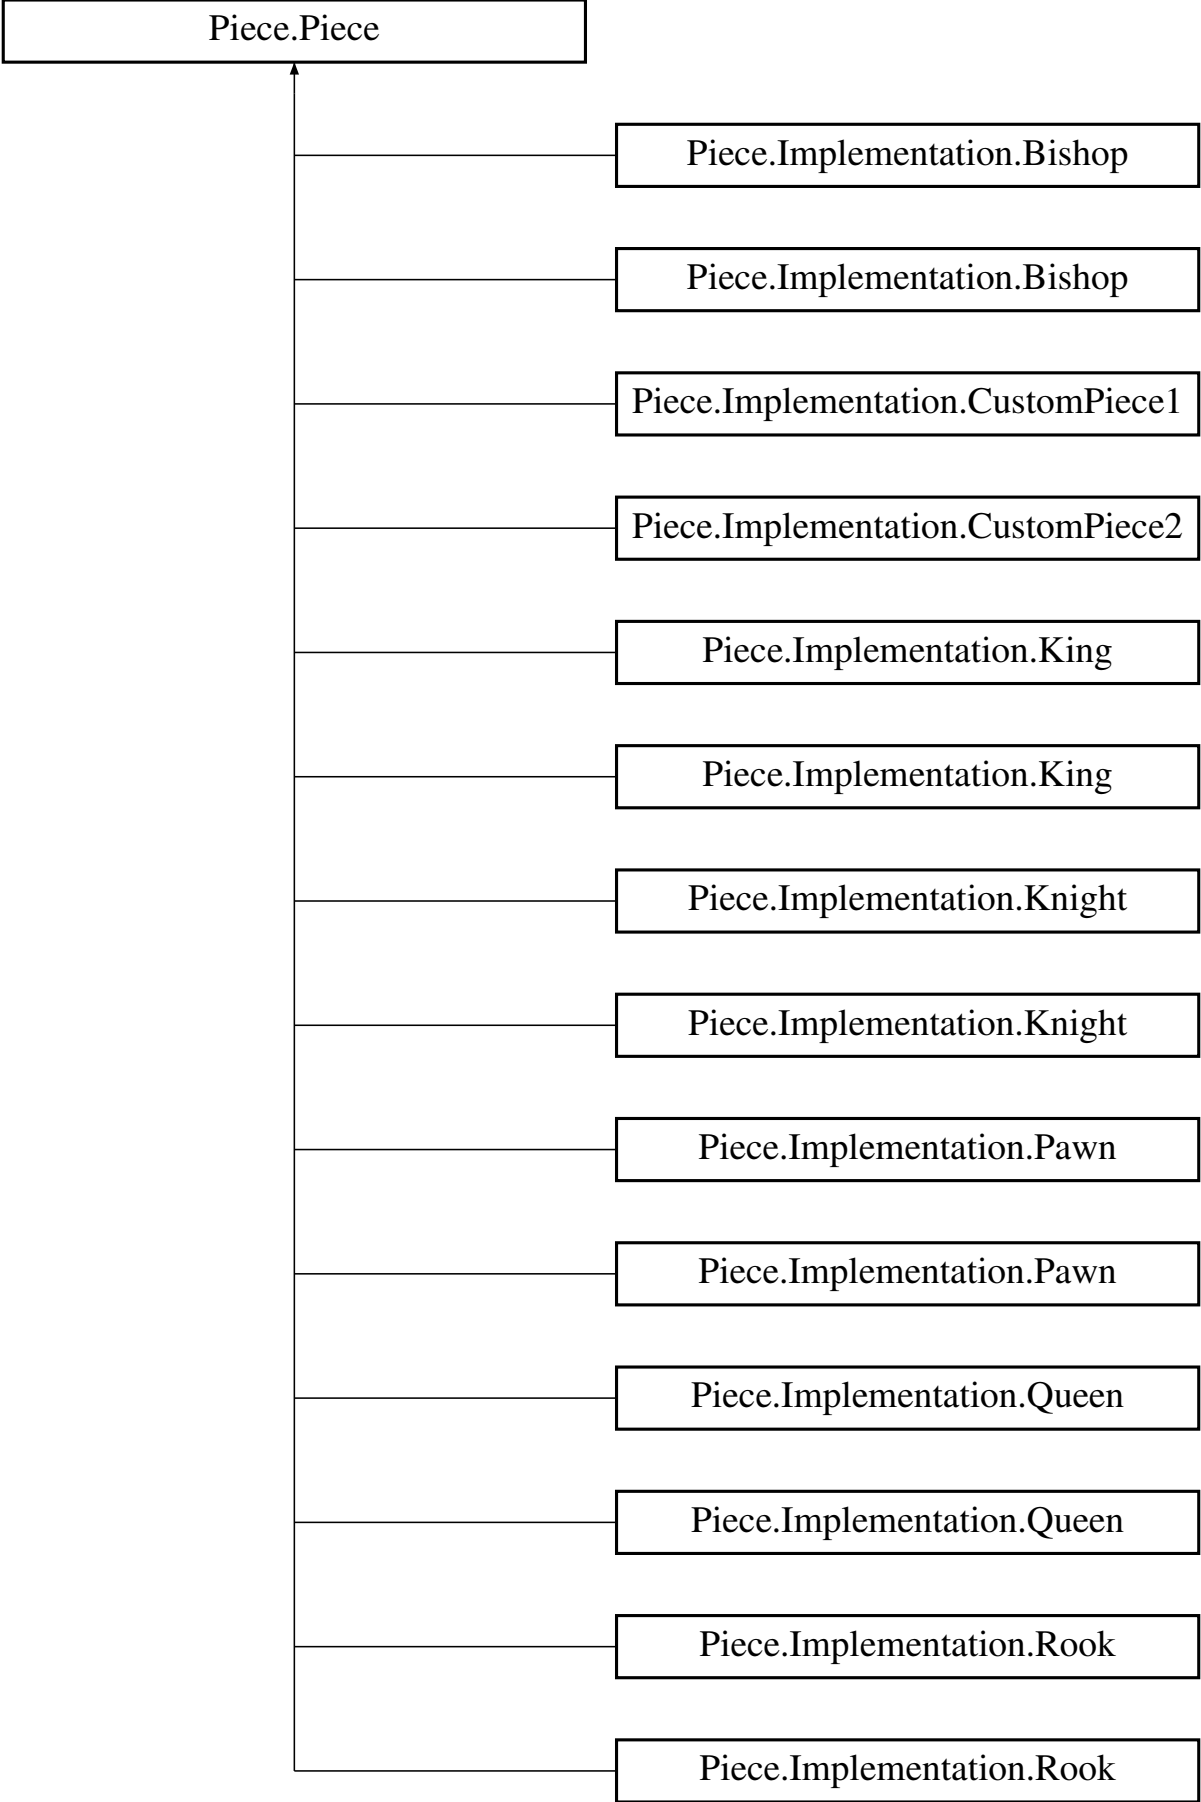 Piece.Piece
Piece.Implementation.Bishop
Piece.Implementation.Bishop
Piece.Implementation.CustomPiece1
Piece.Implementation.CustomPiece2
Piece.Implementation.King
Piece.Implementation.King
Piece.Implementation.Knight
Piece.Implementation.Knight
Piece.Implementation.Pawn
Piece.Implementation.Pawn
Piece.Implementation.Queen
Piece.Implementation.Queen
Piece.Implementation.Rook
Piece.Implementation.Rook